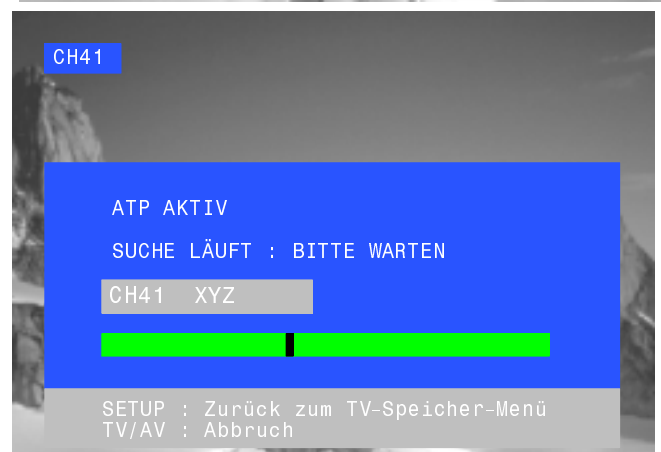 CH41
ATP AKTIV
SUCHE LÄUFT : BITTE WARTEN
CH41 XYZ
SETUP : Zurück zum TV-Speicher-Menü
TV/AV : Abbruch